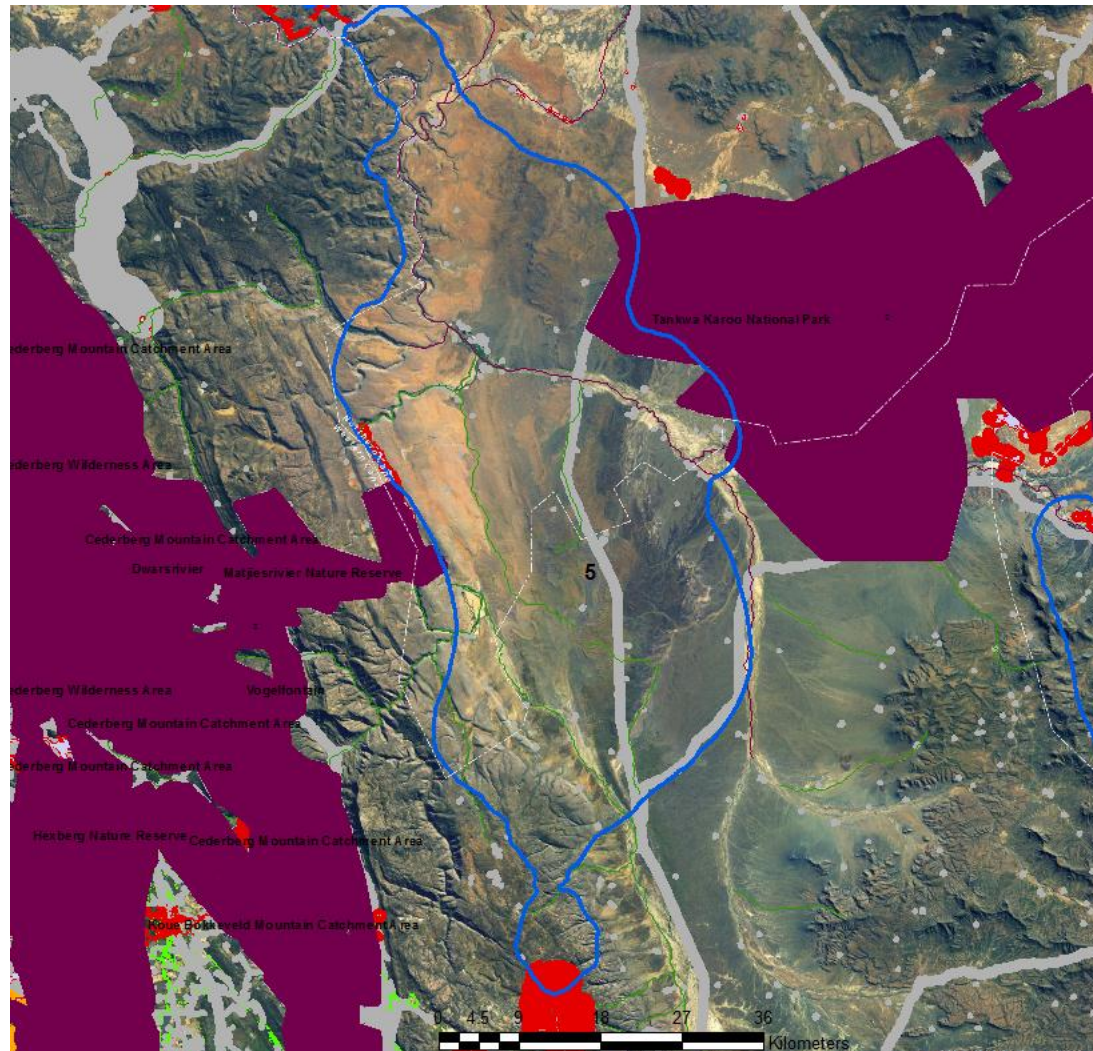 Tankwa Karoo National Park
ederberg Mountain Catchment Area
ederberg Wilderness Area
Cederberg Mountain Catchment Area
Dwarsrivier
Matjiesrivier Nature Reserve
5
ederberg Wilderness Area
Vogelfontain
Cederberg Mountain Catchment Area
ederberg Mountain Catchment Area
Hexberg Nature Reserve
Cederberg Mountain Catchment Area
Koue Bokkeveld Mountain Catchment Area
0 4.5 9 18 27 36
Kilometers